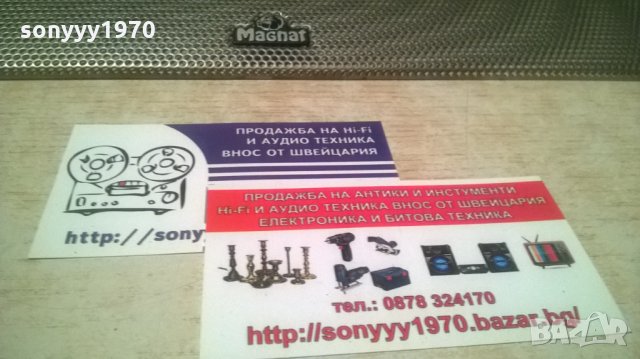 sonyyy1970
Magnat
ПРОДАЖБА НА Hi-Fi
И АУДИО ТЕХНИКА
ВНОС ОТ ШВЕЙЦАРИЯ
http://sony
ПРОДАЖБА НА АНТИКИ И ИНСТУМЕНТИ
Hi-Fi И АУДИО ТЕХНИКА ВНОС ОТ ШВЕЙЦАРИЯ
ЕЛЕКТРОНИКА И БИТОВА ТЕХНИКА
тел.: 0878 324170
http://sonyyy1970.bazar.bg/
BAZAR